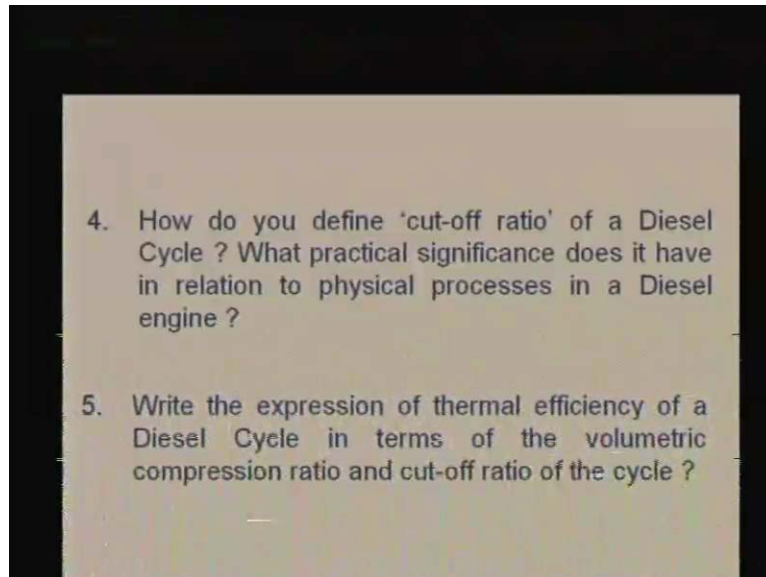 4. How do you define 'cut-off ratio' of a Diesel
Cycle ? What practical significance does it have
in relation to physical processes in a Diesel
engine ?
5. Write the expression of thermal efficiency of a
Diesel Cycle in terms of the volumetric
compression ratio and cut-off ratio of the cycle ?